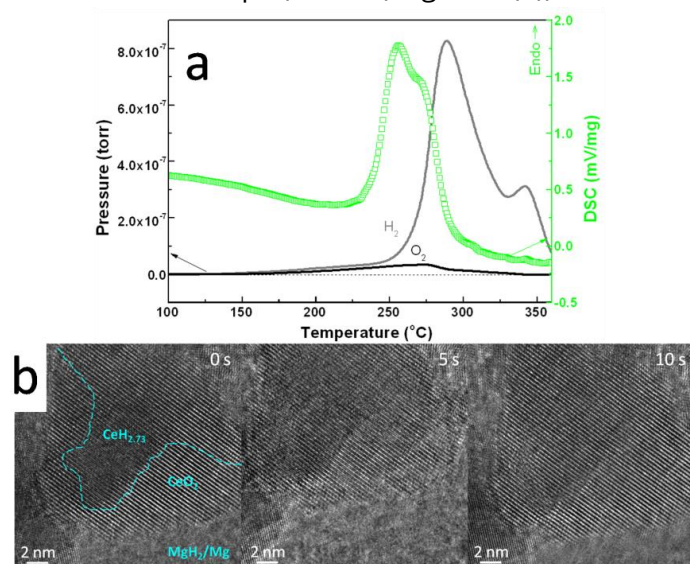 a
Endo →
8.0x10⁻⁷
6.0x10⁻⁷
4.0x10⁻⁷
2.0x10⁻⁷
0.0
Pressure (torr)
H₂
O₂
2.0
1.5
1.0
0.5
0.0
-0.5
DSC (mV/mg)
100 150 200 250 300 350
Temperature (°C)
b
0 s
5 s
10 s
CeH₂.₇₃
CeO₂
MgH₂/Mg
2 nm
2 nm
2 nm